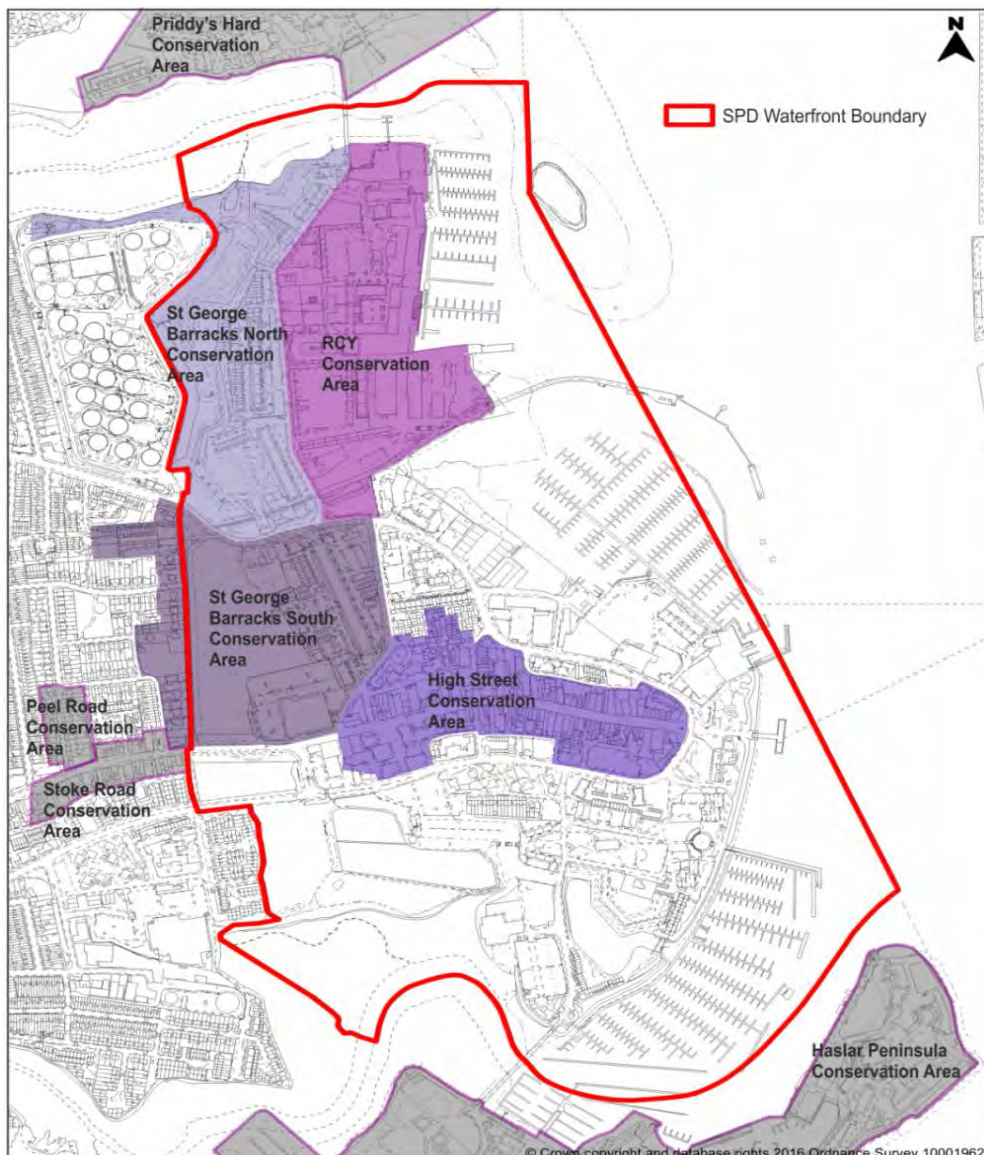 Priddy's Hard
Conservation
Area
N
SPD Waterfront Boundary
St George
Barracks North
Conservation
Area
RCY
Conservation
Area
St George
Barracks South
Conservation
Area
High Street
Conservation
Area
Peel Road
Conservation
Area
Stoke Road
Conservation
Area
Haslar Peninsula
Conservation Area
© Crown copyright and database rights 2016 Ordnance Survey 10001962